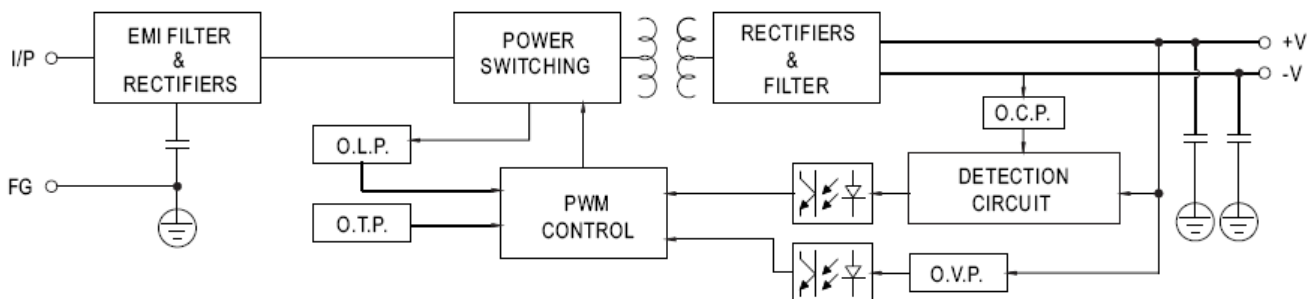 I/P
EMI FILTER
&
RECTIFIERS
POWER
SWITCHING
RECTIFIERS
&
FILTER
+V
-V
O.C.P.
O.L.P.
FG
O.T.P.
PWM
CONTROL
DETECTION
CIRCUIT
O.V.P.